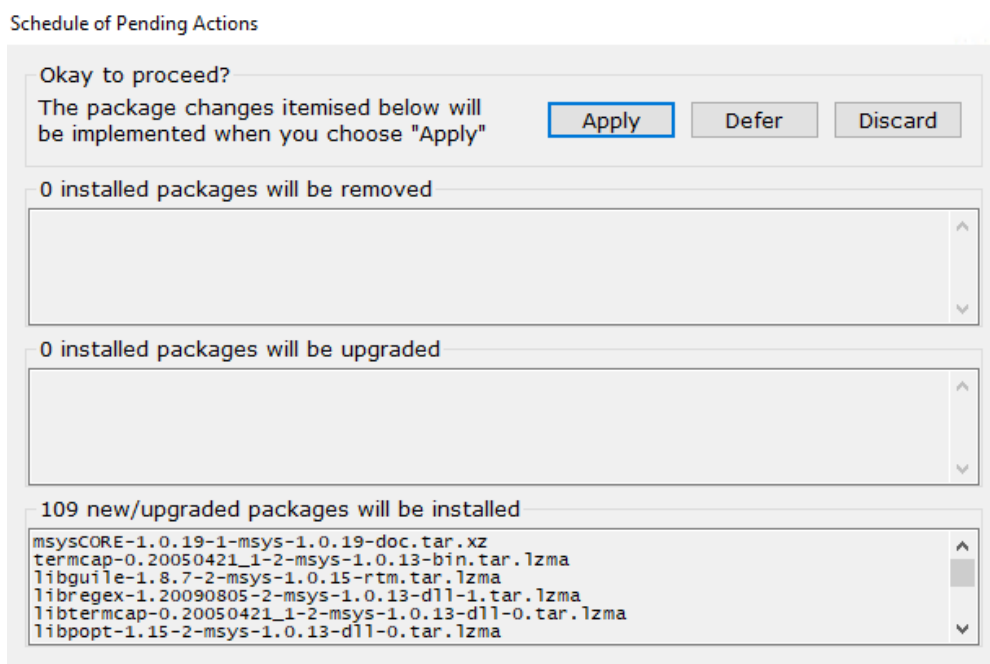 Schedule of Pending Actions
Okay to proceed?
The package changes itemised below will
be implemented when you choose "Apply"
Apply
Defer
Discard
0 installed packages will be removed
0 installed packages will be upgraded
109 new/upgraded packages will be installed
msysCORE-1.0.19-1-msys-1.0.19-doc.tar.xz
termcap-0.20050421_1-2-msys-1.0.13-bin.tar.lzma
libguile-1.8.7-2-msys-1.0.15-rtm.tar.lzma
libregex-1.20090805-2-msys-1.0.13-dll-1.tar.lzma
libtermcap-0.20050421_1-2-msys-1.0.13-dll-0.tar.lzma
libpopt-1.15-2-msys-1.0.13-dll-0.tar.lzma